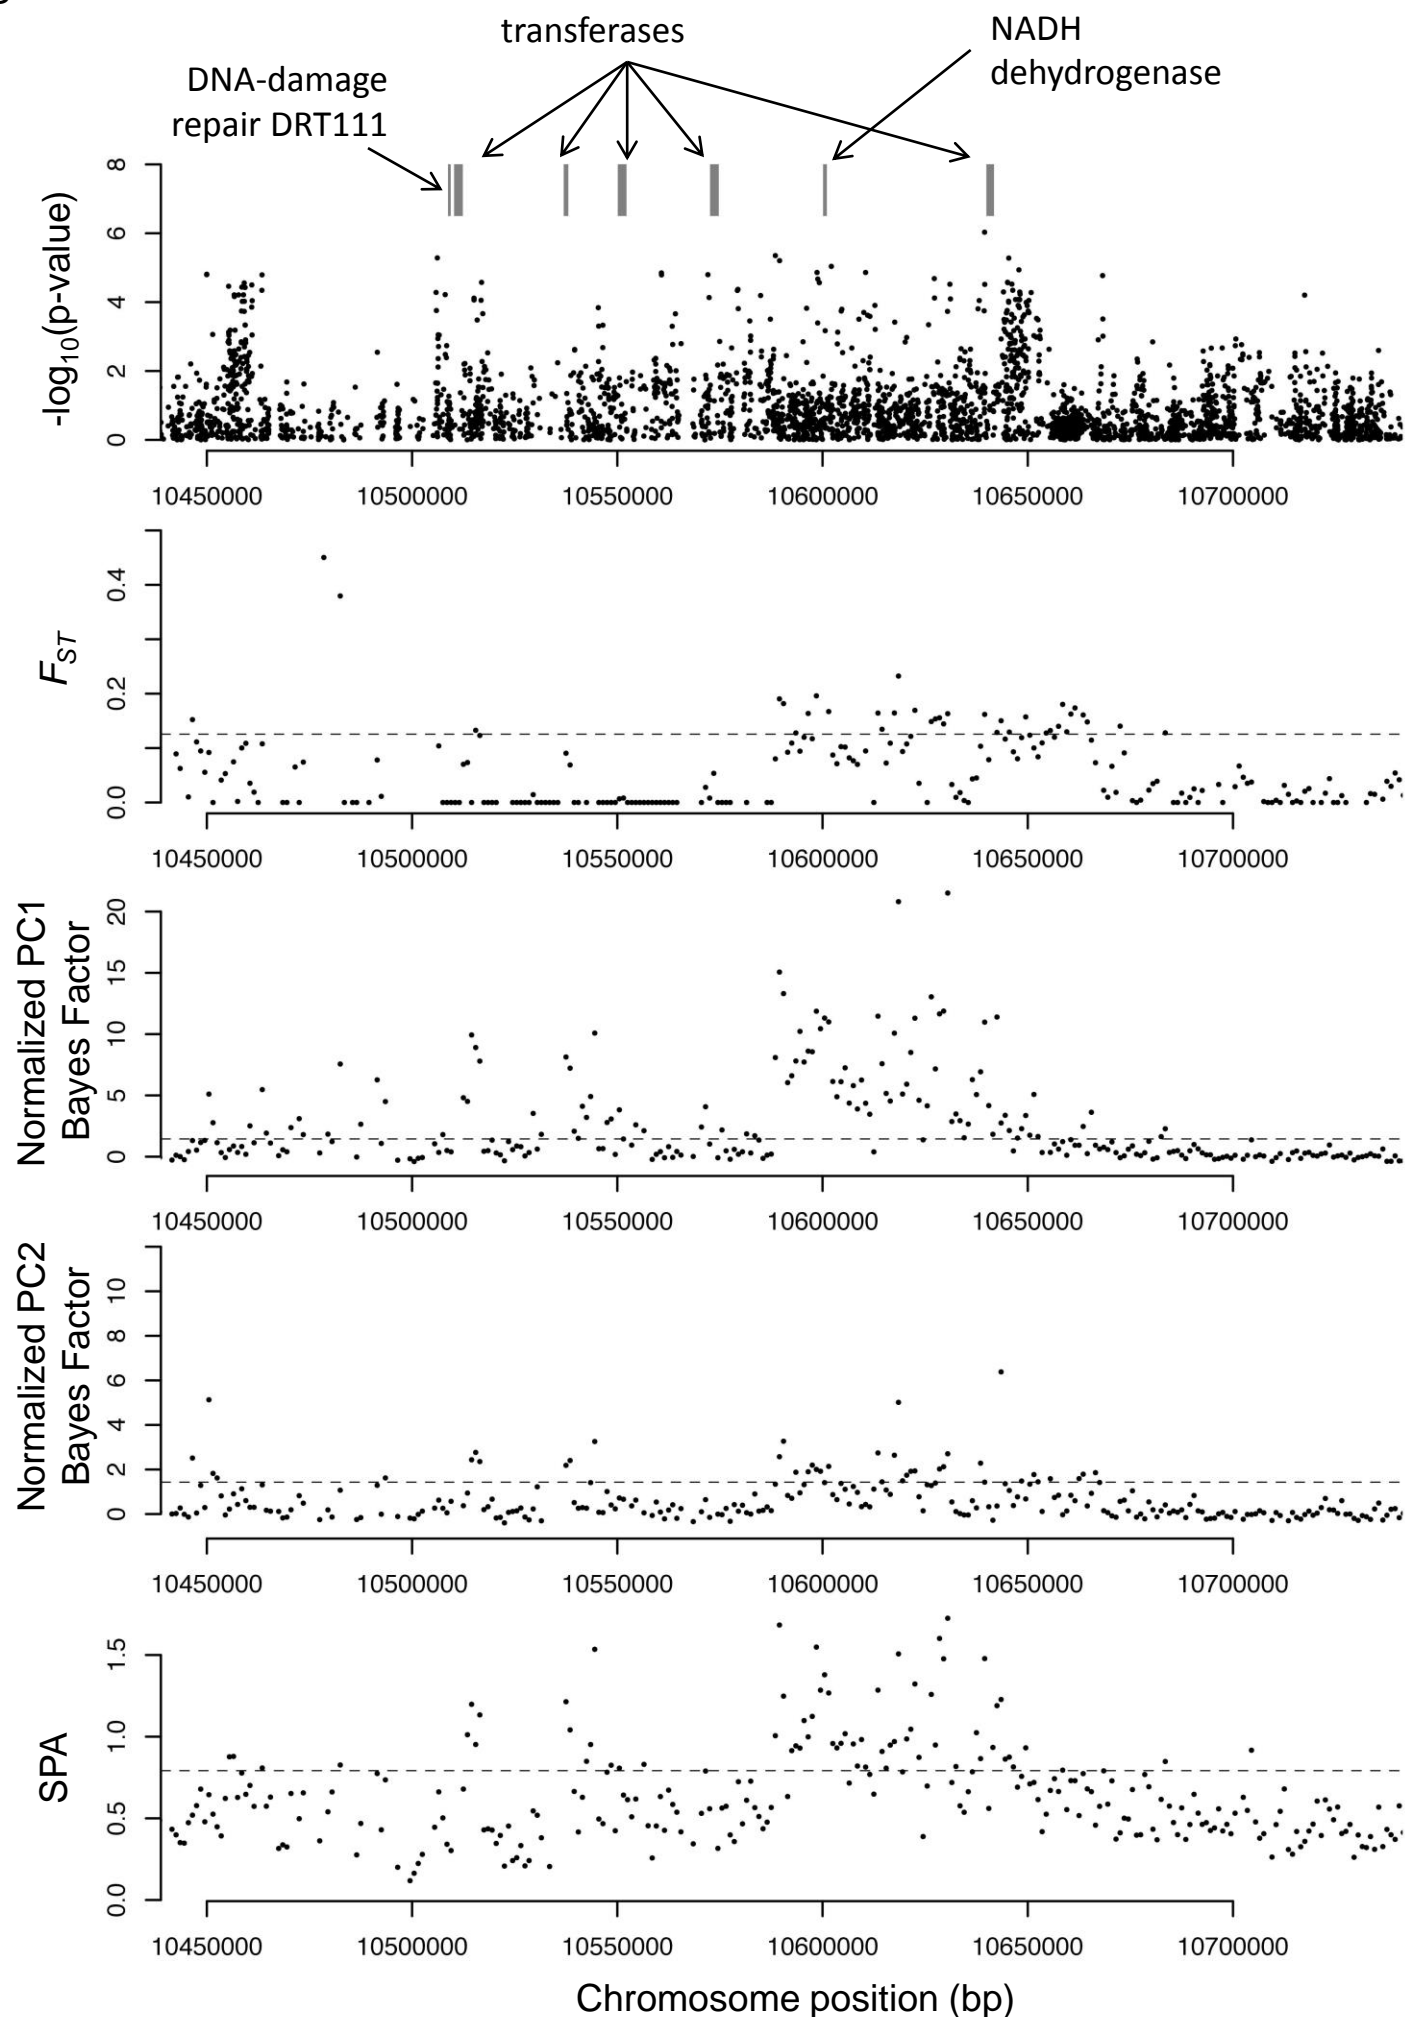 transferases
NADH
dehydrogenase
DNA-damage
repair DRT111
-log10(p-value)
0 2 4 6 8
10450000 10500000 10550000 10600000 10650000 10700000
FST
0.0 0.2 0.4
10450000 10500000 10550000 10600000 10650000 10700000
Normalized PC1
Bayes Factor
0 5 10 15 20
10450000 10500000 10550000 10600000 10650000 10700000
Normalized PC2
Bayes Factor
0 2 4 6 8 10
10450000 10500000 10550000 10600000 10650000 10700000
SPA
0.0 0.5 1.0 1.5
10450000 10500000 10550000 10600000 10650000 10700000
Chromosome position (bp)